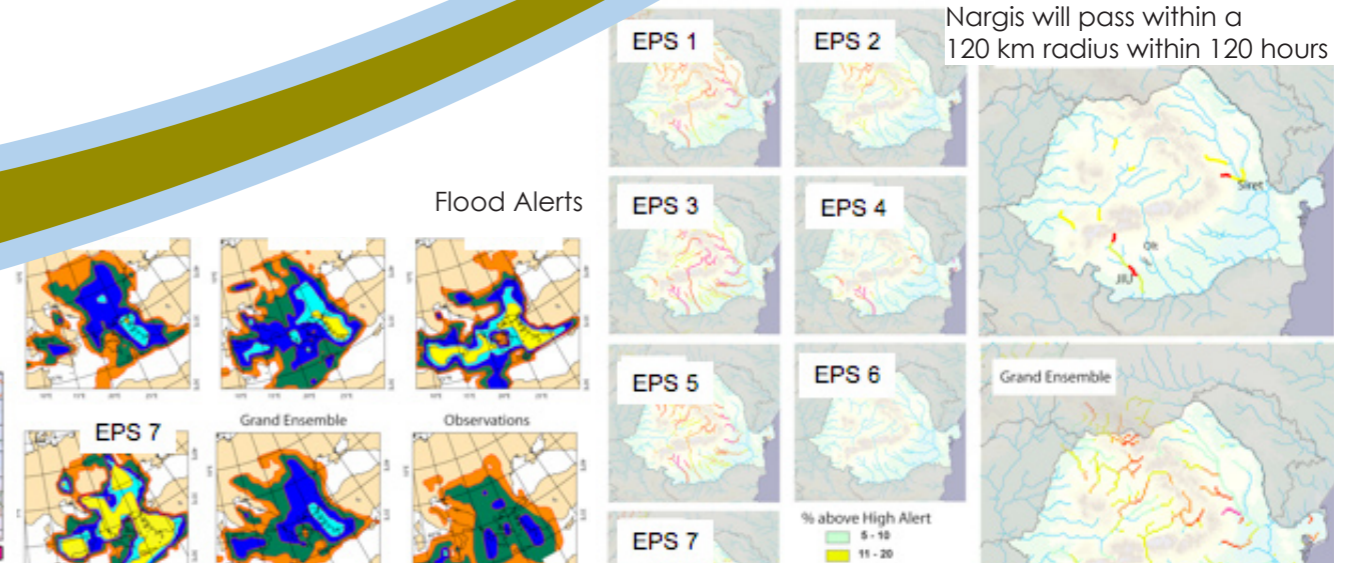 Nargis will pass within a
120 km radius within 120 hours
Flood Alerts
EPS 1
EPS 2
EPS 3
EPS 4
EPS 5
EPS 6
EPS 7
Siret
Olt
JIU
Grand Ensemble
% above High Alert
5 - 10
11 - 20
EPS 7
Grand Ensemble
Observations